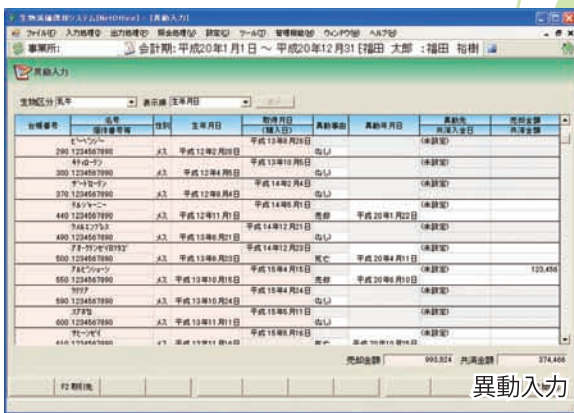 生物減価償却システム[NetOffice] - [異動入力]
ファイル(F) 入力処理 出力処理 照会処理 設定 ツール(T) 管理機能 ウィンドウ(W) ヘルプ(H)
事業所: 会計期:平成20年1月1日 ～ 平成20年12月31 [福田 太郎 :福田 裕樹
異動入力
生物区分 乳牛 表示順 生年月日
台帳番号 名号 性別 生年月日 取得月日 異動事由 異動年月日 異動先 売却金額
個体番号等 (購入日) 共済入金日 共済金額
平成13年8月28日 (未設定)
290 1234567890 メス 平成12年2月28日 なし
平成13年10月5日 (未設定)
300 1234567890 メス 平成12年4月5日 なし
平成14年2月4日 (未設定)
370 1234567890 メス 平成12年8月4日 なし
平成14年5月1日 (未設定)
440 1234567890 メス 平成12年11月1日 売却 平成20年1月22日
平成14年12月21日 (未設定)
490 1234567890 メス 平成13年6月21日 なし
平成14年12月23日 (未設定)
500 1234567890 メス 平成13年6月23日 死亡 平成20年4月11日
平成15年4月15日 (未設定) 123,456
550 1234567890 メス 平成13年10月15日 売却 平成20年6月10日
平成15年4月24日 (未設定)
590 1234567890 メス 平成13年10月24日 なし
平成15年5月11日 (未設定)
600 1234567890 メス 平成13年11月11日 なし
平成15年5月16日 (未設定)
610 1234567890 メス 死亡
売却金額 993,824 共済金額 374,466
F2 取引先
異動入力